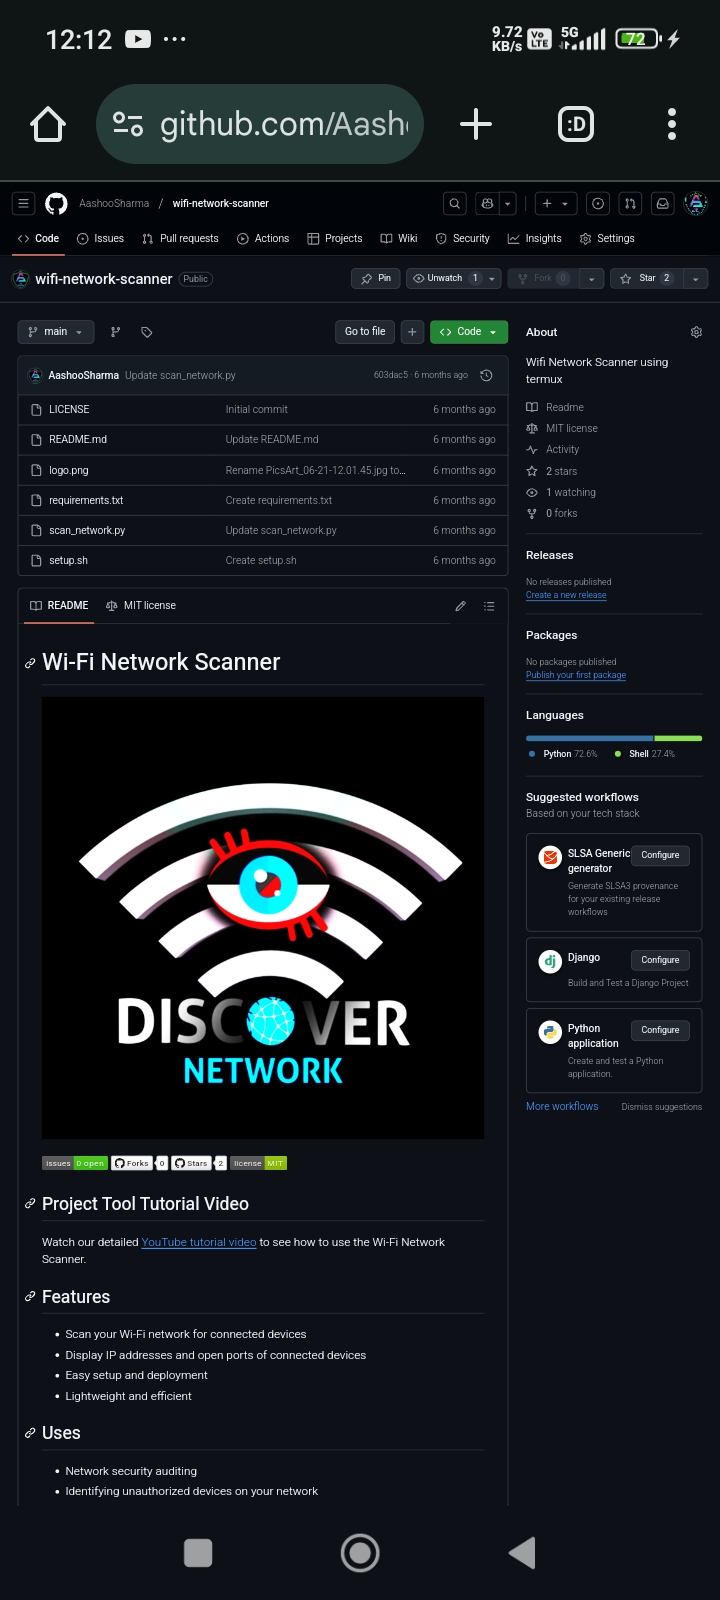 12:12
9.72
KB/s
Vo
LTE
5G
72
github.com/Aash
:D
AashooSharma / wifi-network-scanner
Code Issues Pull requests Actions Projects Wiki Security Insights Settings
wifi-network-scanner Public
Pin Unwatch 1 Fork 0 Star 2
main Go to file Code
AashooSharma Update scan_network.py 603dac5 · 6 months ago
LICENSE Initial commit 6 months ago
README.md Update README.md 6 months ago
logo.png Rename PicsArt_06-21-12.01.45.jpg to... 6 months ago
requirements.txt Create requirements.txt 6 months ago
scan_network.py Update scan_network.py 6 months ago
setup.sh Create setup.sh 6 months ago
README MIT license
Wi-Fi Network Scanner
DISCOVER
NETWORK
issues 0 open Forks 0 Stars 2 license MIT
Project Tool Tutorial Video
Watch our detailed YouTube tutorial video to see how to use the Wi-Fi Network
Scanner.
Features
• Scan your Wi-Fi network for connected devices
• Display IP addresses and open ports of connected devices
• Easy setup and deployment
• Lightweight and efficient
Uses
• Network security auditing
• Identifying unauthorized devices on your network
About
Wifi Network Scanner using
termux
Readme
MIT license
Activity
2 stars
1 watching
0 forks
Releases
No releases published
Create a new release
Packages
No packages published
Publish your first package
Languages
Python 72.6% Shell 27.4%
Suggested workflows
Based on your tech stack
SLSA Generic
generator
Configure
Generate SLSA3 provenance
for your existing release
workflows
dj
Django
Configure
Build and Test a Django Project
Python
application
Configure
Create and test a Python
application.
More workflows Dismiss suggestions